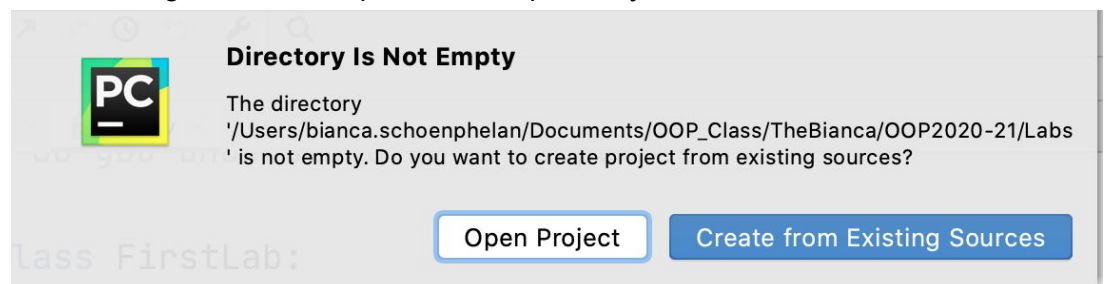 Directory Is Not Empty
PC
The directory
'/Users/bianca.schoenphelan/Documents/OOP_Class/TheBianca/OOP2020-21/Labs
' is not empty. Do you want to create project from existing sources?
Open Project Create from Existing Sources
lass FirstLab: